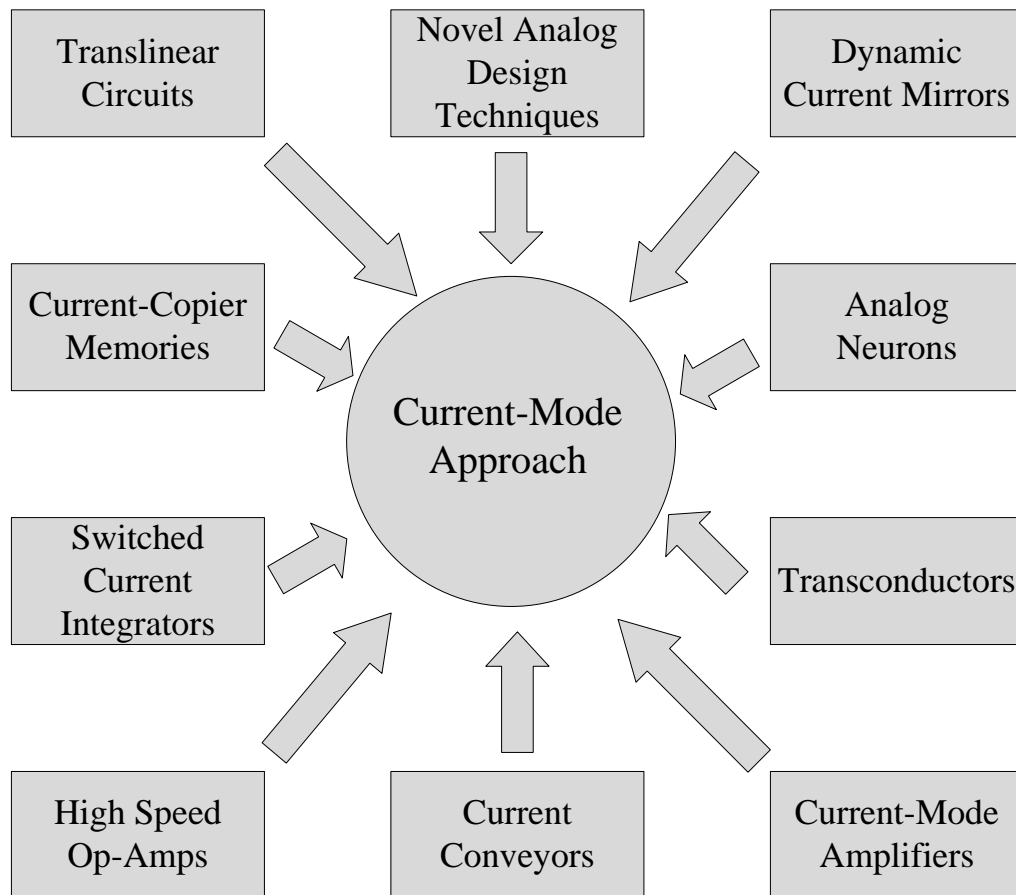 Translinear
Circuits
Novel Analog
Design
Techniques
Dynamic
Current Mirrors
Current-Copier
Memories
Analog
Neurons
Current-Mode
Approach
Switched
Current
Integrators
Transconductors
High Speed
Op-Amps
Current
Conveyors
Current-Mode
Amplifiers